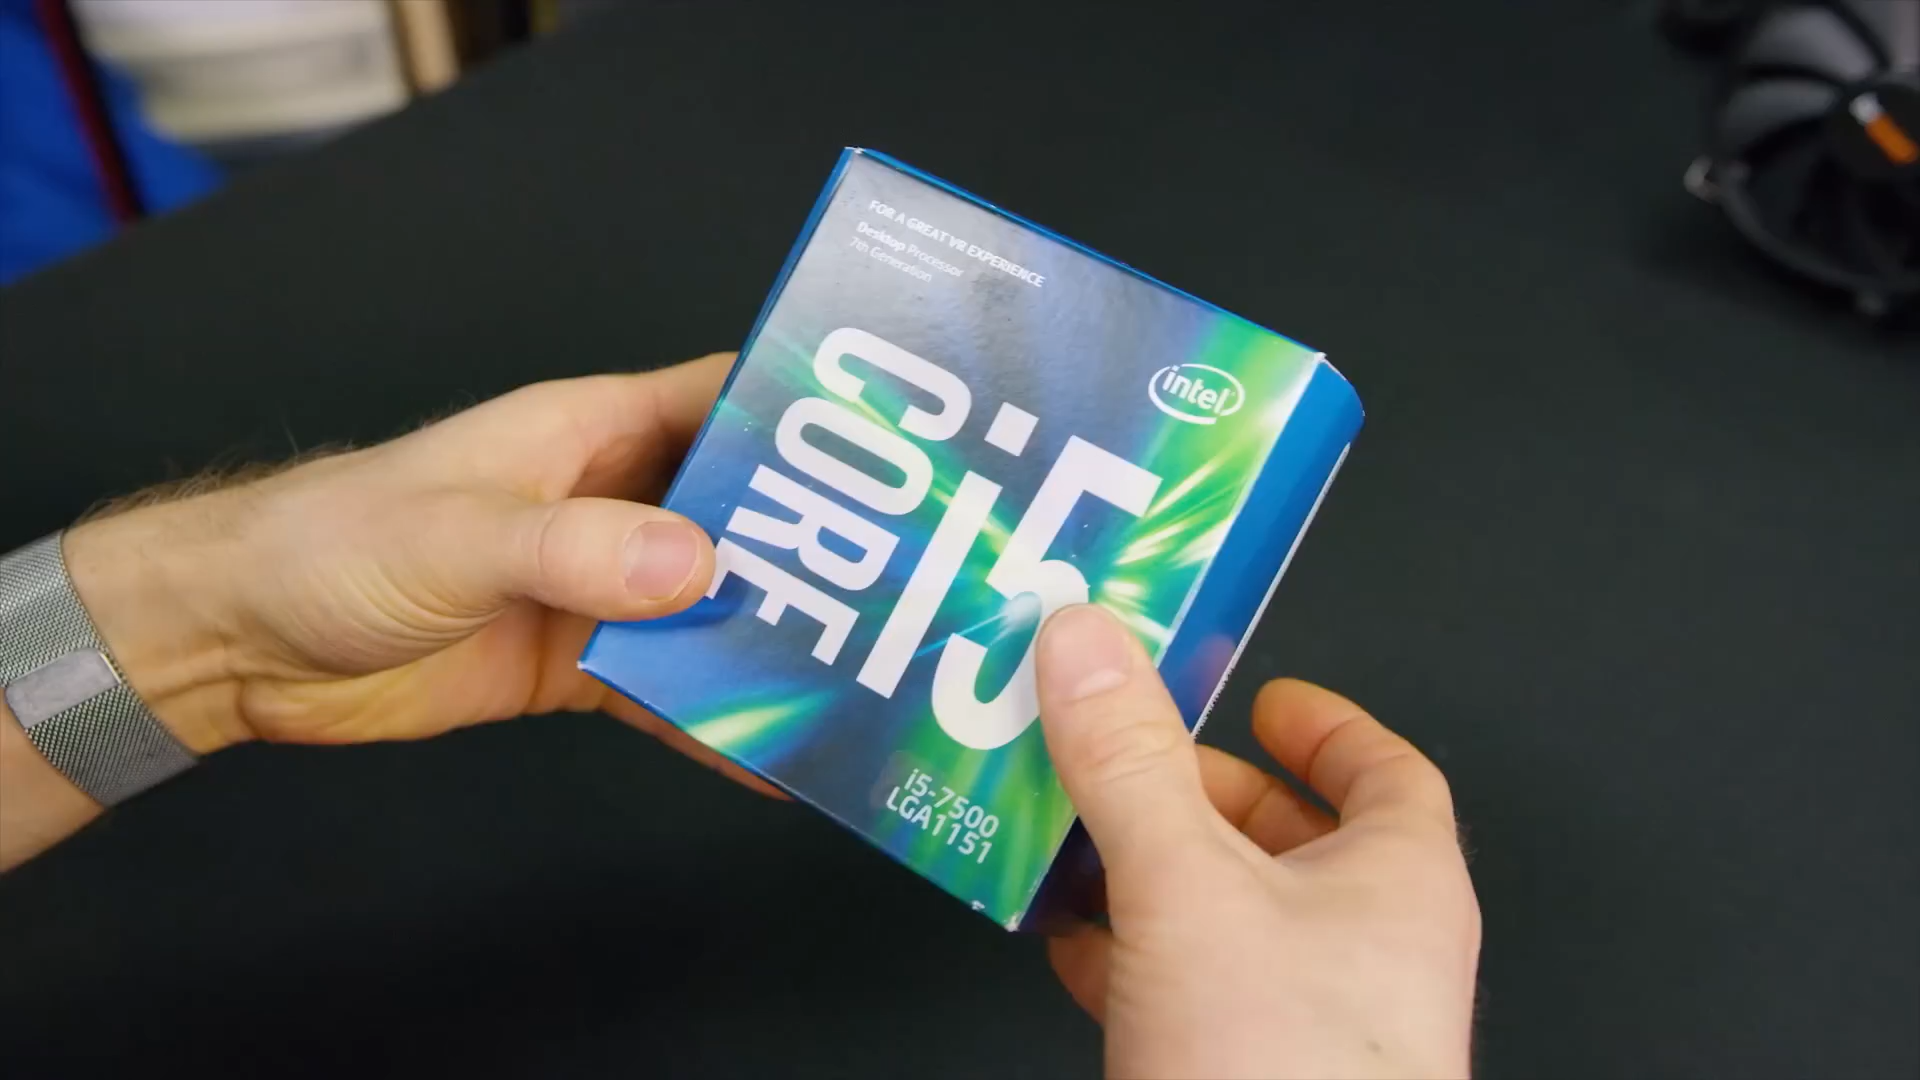 FOR A GREAT VR EXPERIENCE
Desktop Processor
7th Generation
intel
CORE
i5
i5-7500
LGA1151